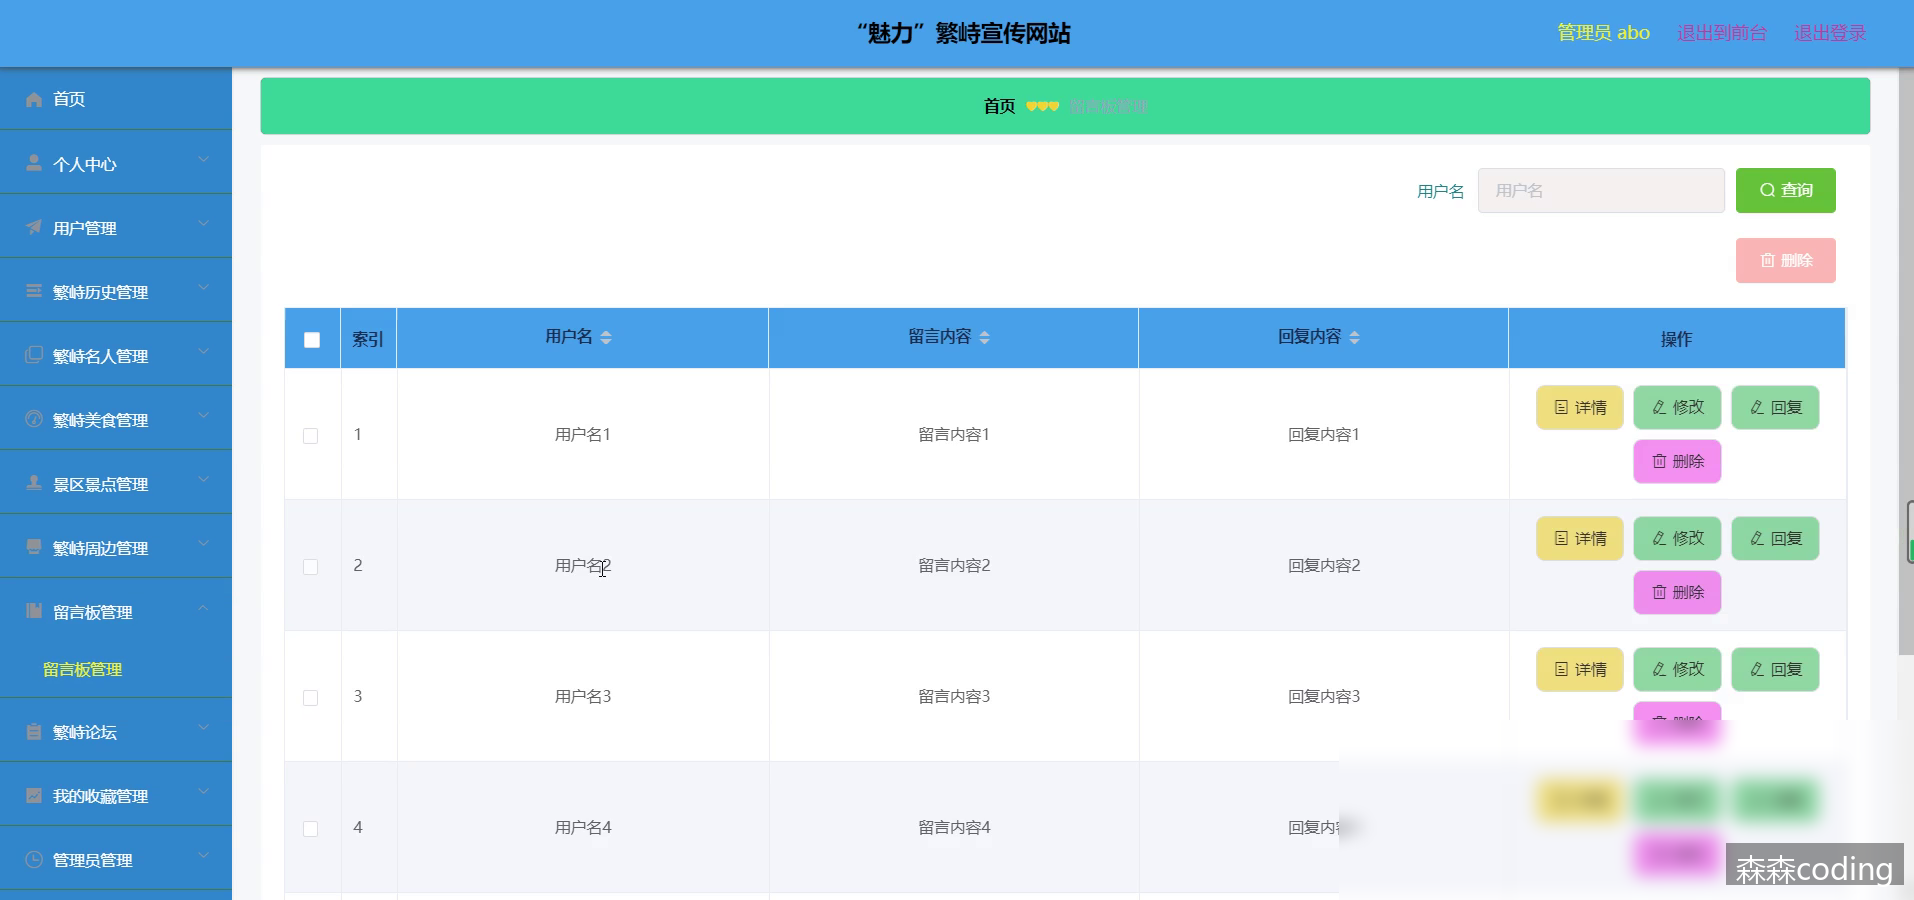 “魅力”繁峙宣传网站
管理员 abo
退出到前台
退出登录
首页
个人中心
用户管理
繁峙历史管理
繁峙名人管理
繁峙美食管理
景区景点管理
繁峙周边管理
留言板管理
留言板管理
繁峙论坛
我的收藏管理
管理员管理
首页
留言板管理
用户名
用户名
查询
删除
索引
用户名
留言内容
回复内容
操作
1
用户名1
留言内容1
回复内容1
详情
修改
回复
删除
2
用户名2
留言内容2
回复内容2
详情
修改
回复
删除
3
用户名3
留言内容3
回复内容3
详情
修改
回复
删除
4
用户名4
留言内容4
回复内
森森coding